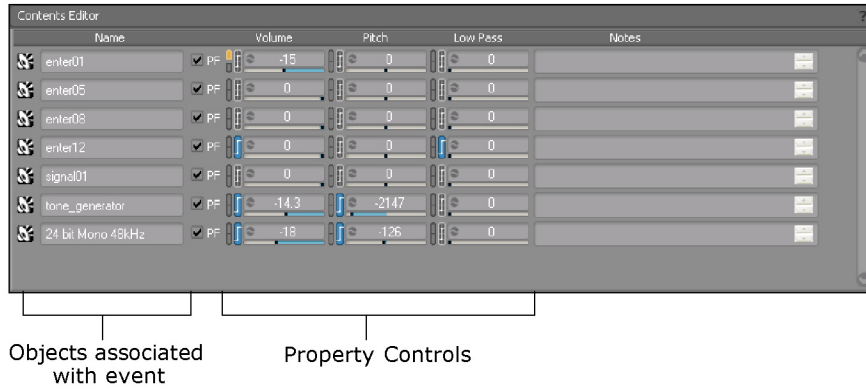 Contents Editor ?
Name Volume Pitch Low Pass Notes
enter01 PF -15 0 0
enter05 PF 0 0 0
enter08 PF 0 0 0
enter12 PF 0 0 0
signal01 PF 0 0 0
tone_generator PF -14.3 -2147 0
24 bit Mono 48kHz PF -18 -126 0
Objects associated
with event
Property Controls